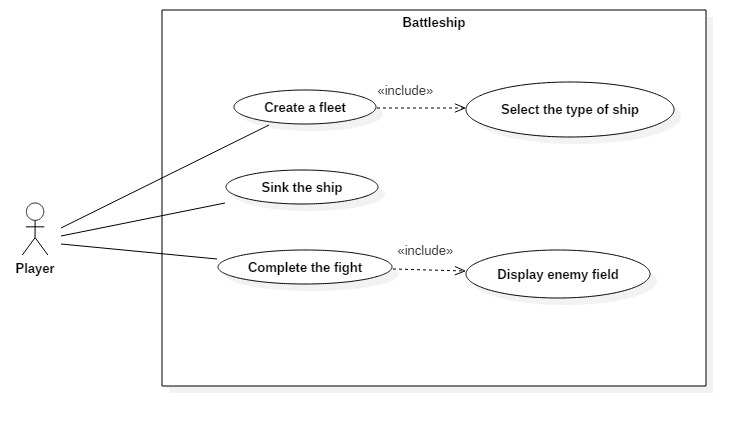 Battleship
«include»
Create a fleet
Select the type of ship
Sink the ship
Player
«include»
Complete the fight
Display enemy field